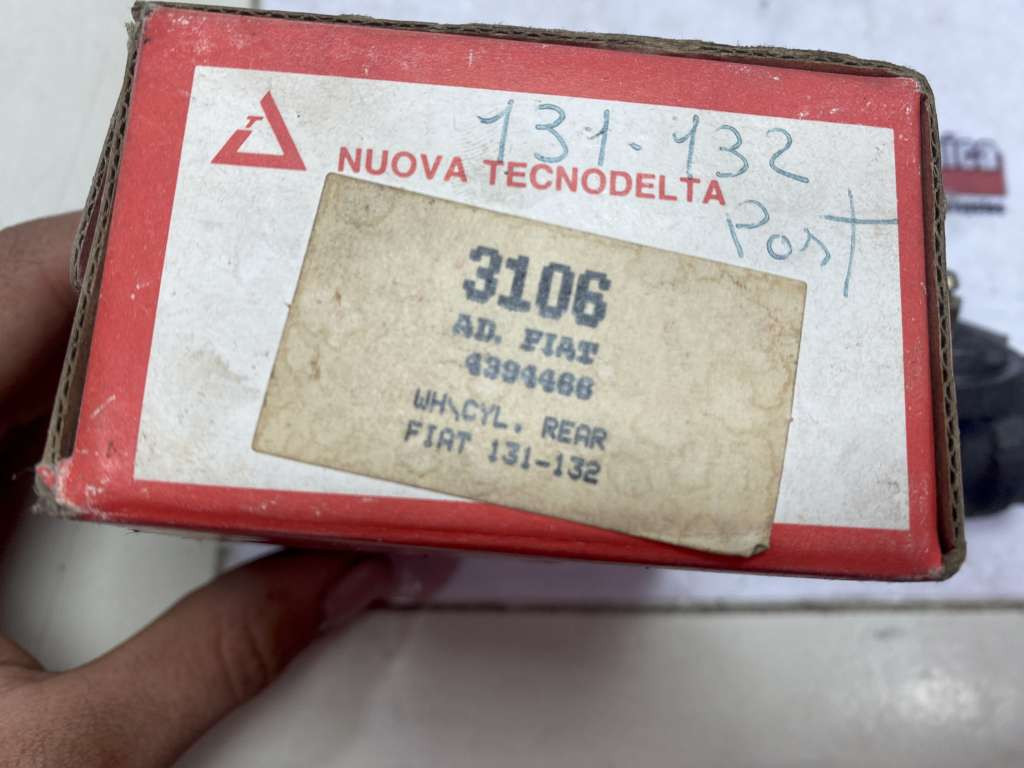 131.132
NUOVA TECNODELTA
Post
3106
AD. FIAT
4394466
WH\CYL. REAR
FIAT 131-132